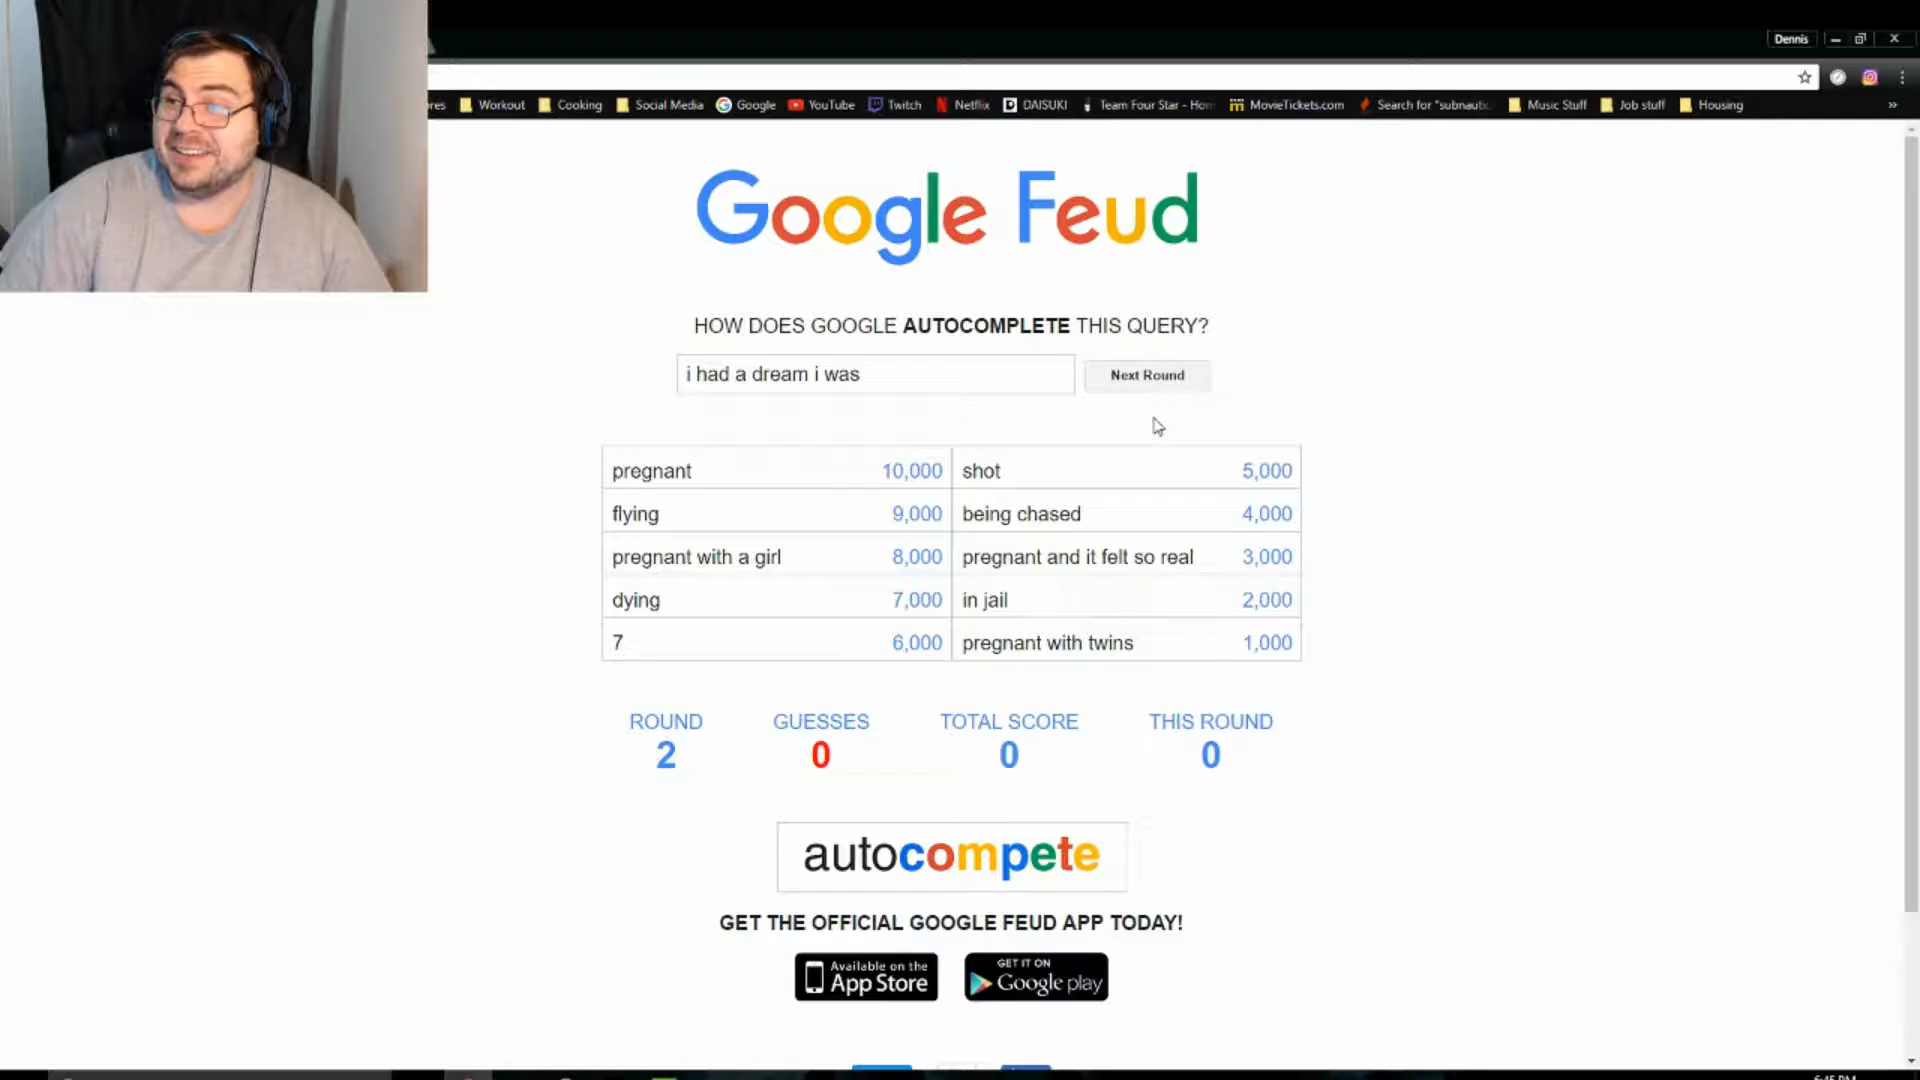 Dennis
res Workout Cooking Social Media Google YouTube Twitch Netflix DAISUKI Team Four Star - Hom MovieTickets.com Search for "subnautic Music Stuff Job stuff Housing »
Google Feud
HOW DOES GOOGLE AUTOCOMPLETE THIS QUERY?
i had a dream i was Next Round
pregnant 10,000 shot 5,000
flying 9,000 being chased 4,000
pregnant with a girl 8,000 pregnant and it felt so real 3,000
dying 7,000 in jail 2,000
7 6,000 pregnant with twins 1,000
ROUND GUESSES TOTAL SCORE THIS ROUND
2 0 0 0
autocompete
GET THE OFFICIAL GOOGLE FEUD APP TODAY!
Available on the GET IT ON
App Store Google play